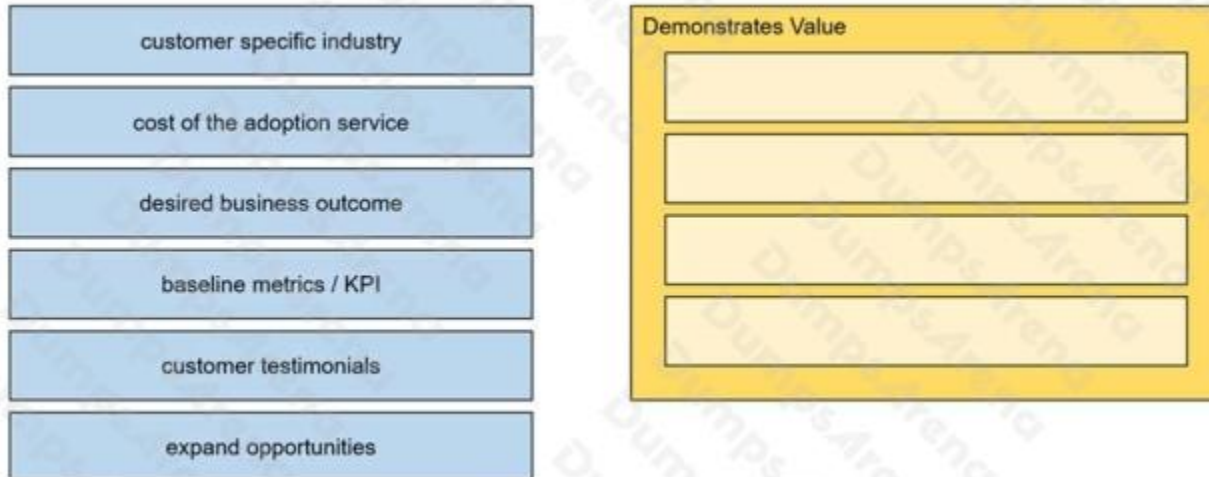 customer specific industry
cost of the adoption service
desired business outcome
baseline metrics / KPI
customer testimonials
expand opportunities
Demonstrates Value